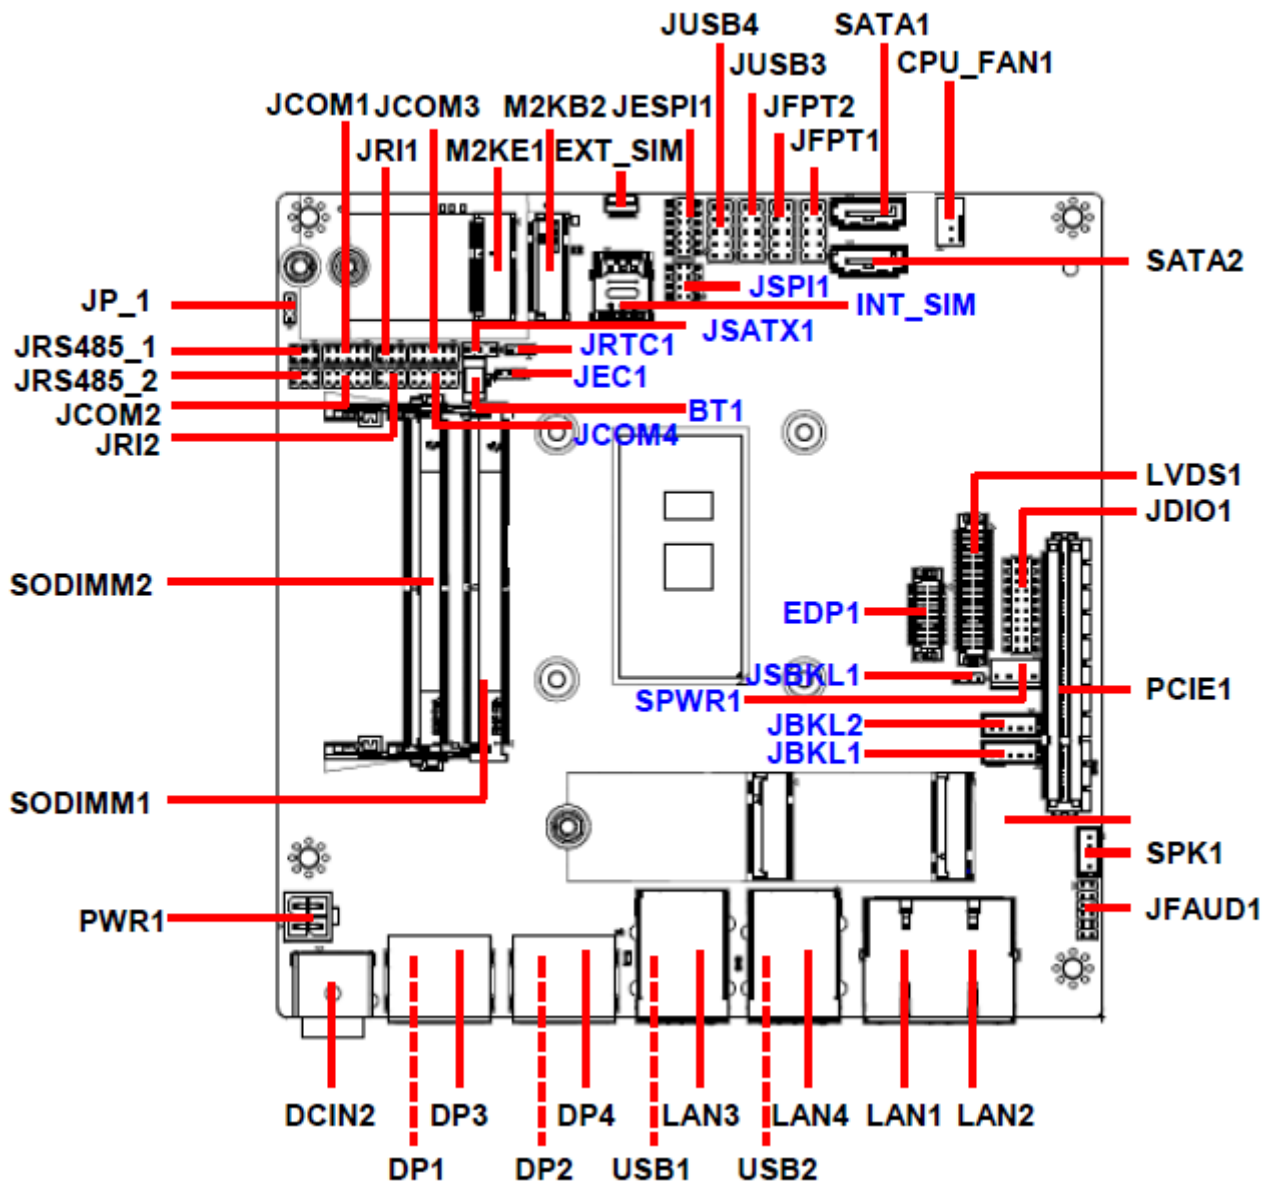 JUSB4 SATA1
JUSB3 CPU_FAN1
JCOM1 JCOM3 M2KB2 JESPI1 JFPT2
JRI1 M2KE1 EXT_SIM JFPT1
SATA2
JSPI1
JP_1 INT_SIM
JSATX1
JRS485_1 JRTC1
JRS485_2 JEC1
JCOM2 BT1
JRI2 JCOM4
LVDS1
JDIO1
SODIMM2
EDP1
JSBKL1
SPWR1 PCIE1
JBKL2
JBKL1
SODIMM1
SPK1
PWR1 JFAUD1
DCIN2 DP3 DP4 LAN3 LAN4 LAN1 LAN2
DP1 DP2 USB1 USB2